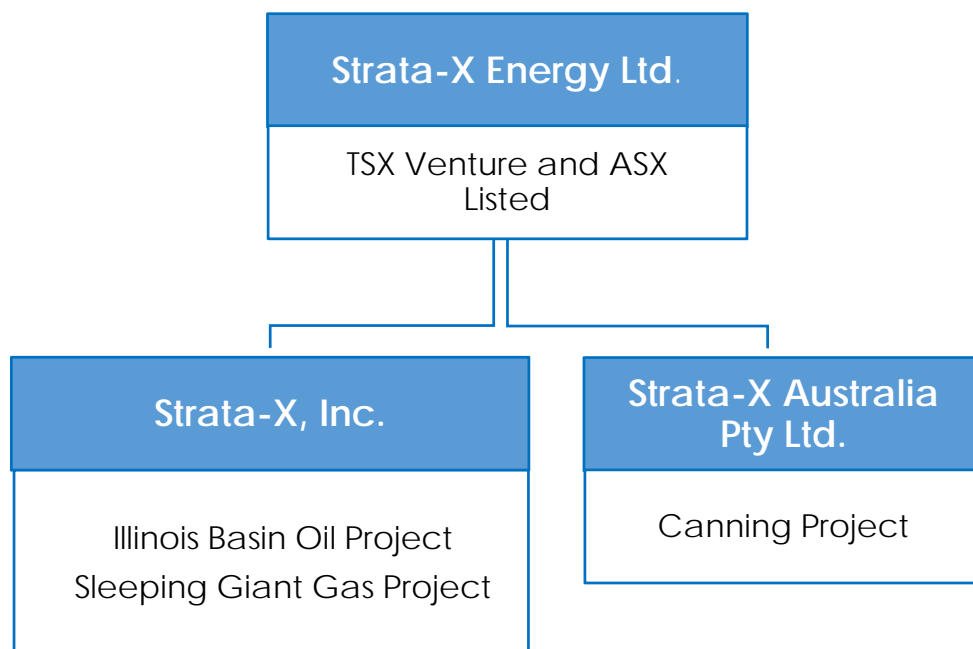 Strata-X Energy Ltd.
TSX Venture and ASX
Listed
Strata-X, Inc.
Illinois Basin Oil Project
Sleeping Giant Gas Project
Strata-X Australia
Pty Ltd.
Canning Project